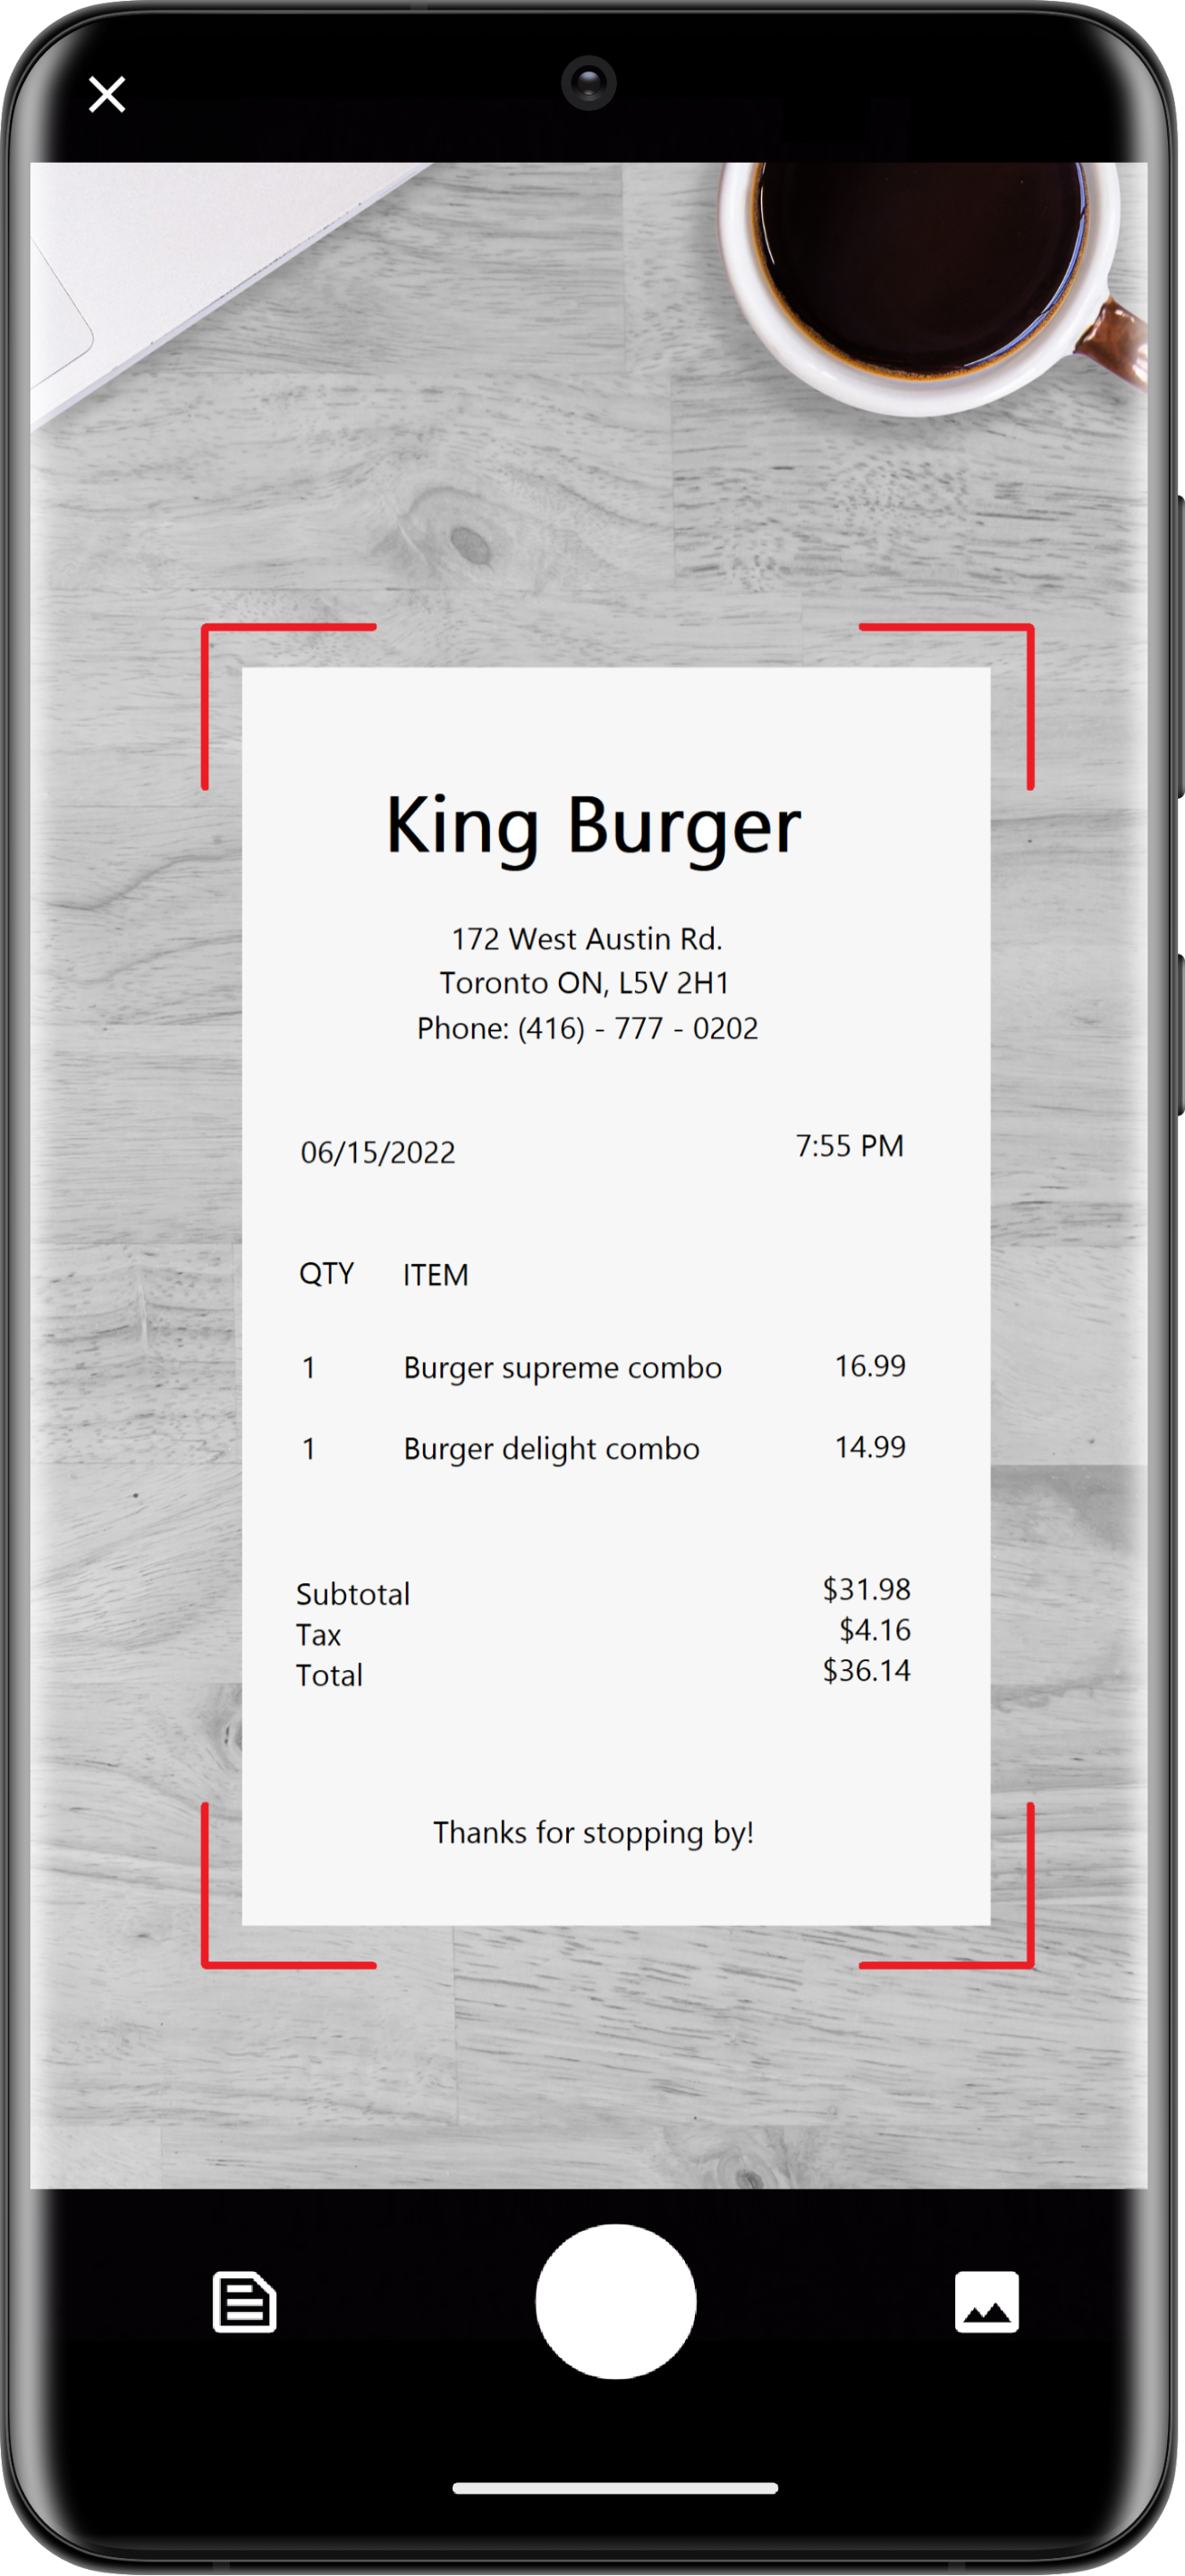 King Burger
172 West Austin Rd.
Toronto ON, L5V 2H1
Phone: (416) - 777 - 0202
06/15/2022 7:55 PM
QTY ITEM
1 Burger supreme combo 16.99
1 Burger delight combo 14.99
Subtotal $31.98
Tax $4.16
Total $36.14
Thanks for stopping by!